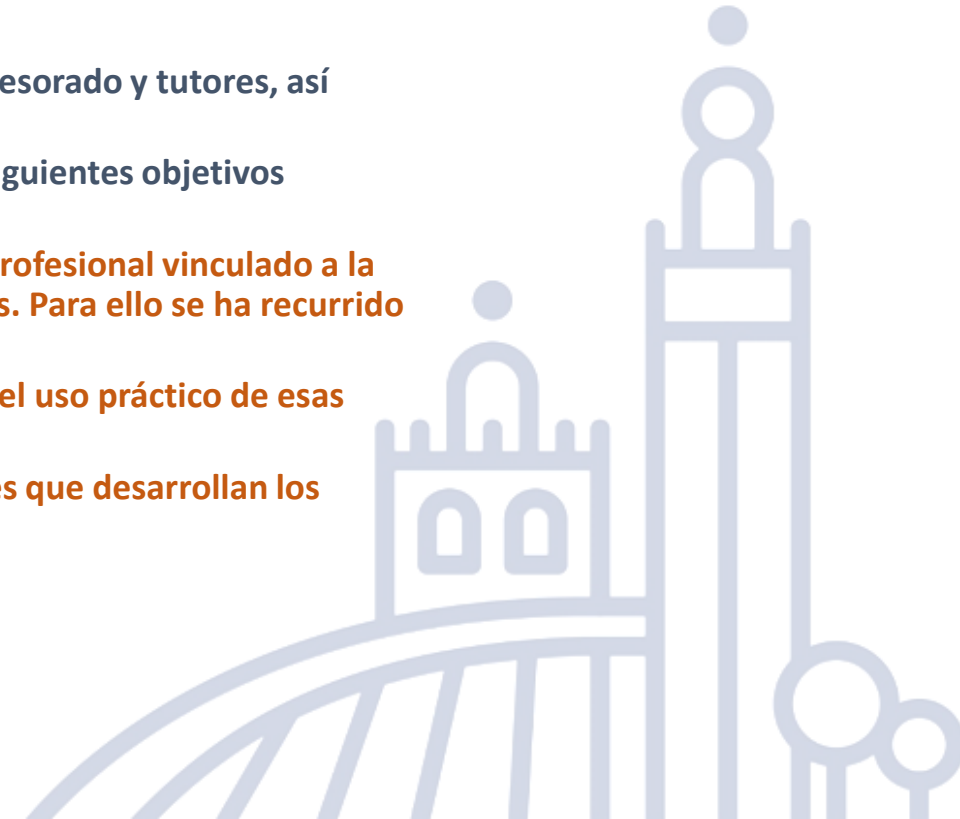 esorado y tutores, así
guientes objetivos
rofesional vinculado a la
s. Para ello se ha recurrido
el uso práctico de esas
es que desarrollan los